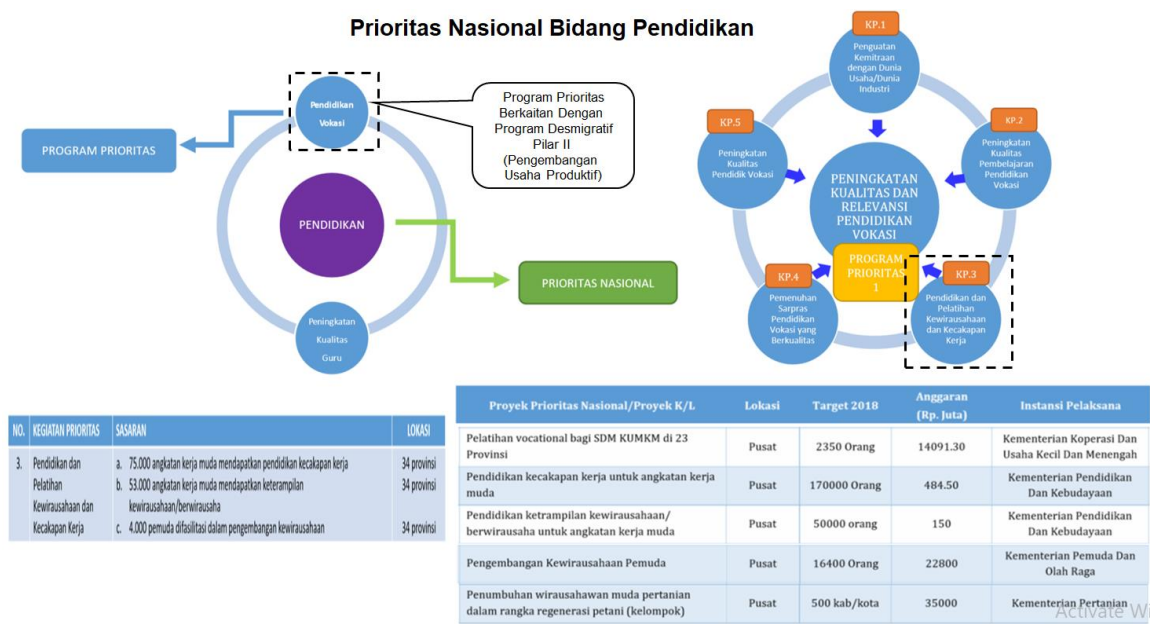 Prioritas Nasional Bidang Pendidikan
Pendidikan
Vokasi
PROGRAM PRIORITAS
Program Prioritas
Berkaitan Dengan
Program Desmigratif
Pilar II
(Pengembangan
Usaha Produktif)
PENDIDIKAN
PRIORITAS NASIONAL
Peningkatan
Kualitas
Guru
KP.1
Penguatan
Kemitraan
dengan Dunia
Usaha/Dunia
Industri
KP.2
Peningkatan
Kualitas
Pembelajaran
Pendidikan
Vokasi
KP.3
Pendidikan dan
Pelatihan
Kewirausahaan
dan Kecakapan
Kerja
KP.4
Pemenuhan
Sarpras
Pendidikan
Vokasi yang
Berkualitas
KP.5
Peningkatan
Kualitas
Pendidik Vokasi
PENINGKATAN
KUALITAS DAN
RELEVANSI
PENDIDIKAN
VOKASI
PROGRAM
PRIORITAS
1
NO. KEGIATAN PRIORITAS SASARAN LOKASI
3. Pendidikan dan a. 75.000 angkatan kerja muda mendapatkan pendidikan kecakapan kerja 34 provinsi
Pelatihan b. 53.000 angkatan kerja muda mendapatkan keterampilan 34 provinsi
Kewirausahaan dan kewirausahaan/berwirausaha
Kecakapan Kerja c. 4.000 pemuda difasilitasi dalam pengembangan kewirausahaan 34 provinsi
Proyek Prioritas Nasional/Proyek K/L Lokasi Target 2018 Anggaran (Rp. Juta) Instansi Pelaksana
Pelatihan vocational bagi SDM KUMKM di 23 Kementerian Koperasi Dan
Provinsi Pusat 2350 Orang 14091.30 Usaha Kecil Dan Menengah
Pendidikan kecakapan kerja untuk angkatan kerja Kementerian Pendidikan
muda Pusat 170000 Orang 484.50 Dan Kebudayaan
Pendidikan ketrampilan kewirausahaan/ Kementerian Pendidikan
berwirausaha untuk angkatan kerja muda Pusat 50000 orang 150 Dan Kebudayaan
Pengembangan Kewirausahaan Pemuda Pusat 16400 Orang 22800 Kementerian Pemuda Dan
Olah Raga
Penumbuhan wirausahawan muda pertanian
dalam rangka regenerasi petani (kelompok) Pusat 500 kab/kota 35000 Kementerian Pertanian
Activate Wi